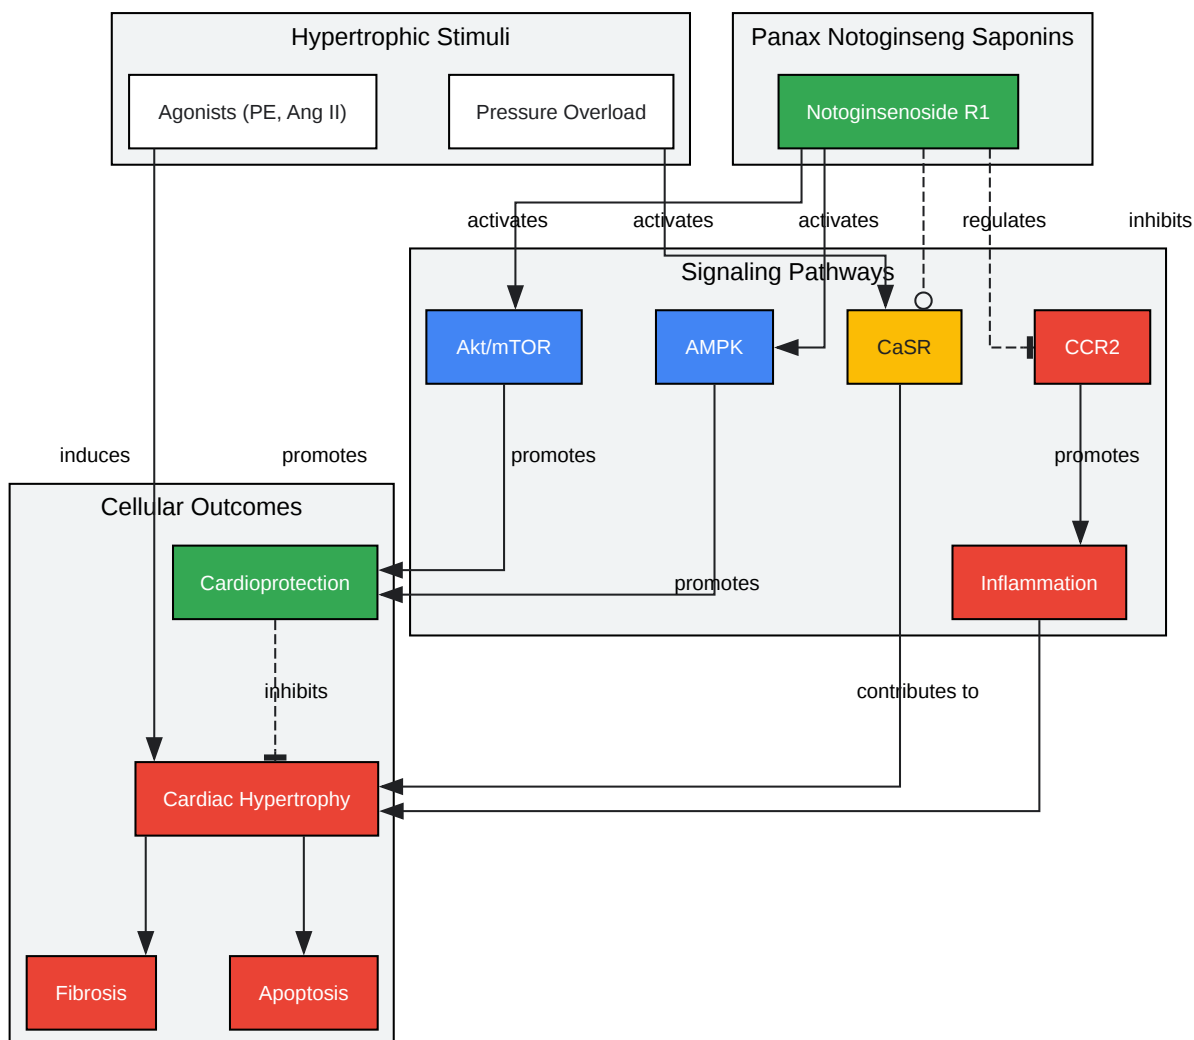 Hypertrophic Stimuli
Panax Notoginseng Saponins
Agonists (PE, Ang II)
Pressure Overload
Notoginsenoside R1
activates
activates
activates
regulates
inhibits
Signaling Pathways
Akt/mTOR
AMPK
CaSR
CCR2
induces
promotes
promotes
promotes
Cellular Outcomes
Cardioprotection
promotes
Inflammation
inhibits
contributes to
Cardiac Hypertrophy
Fibrosis
Apoptosis